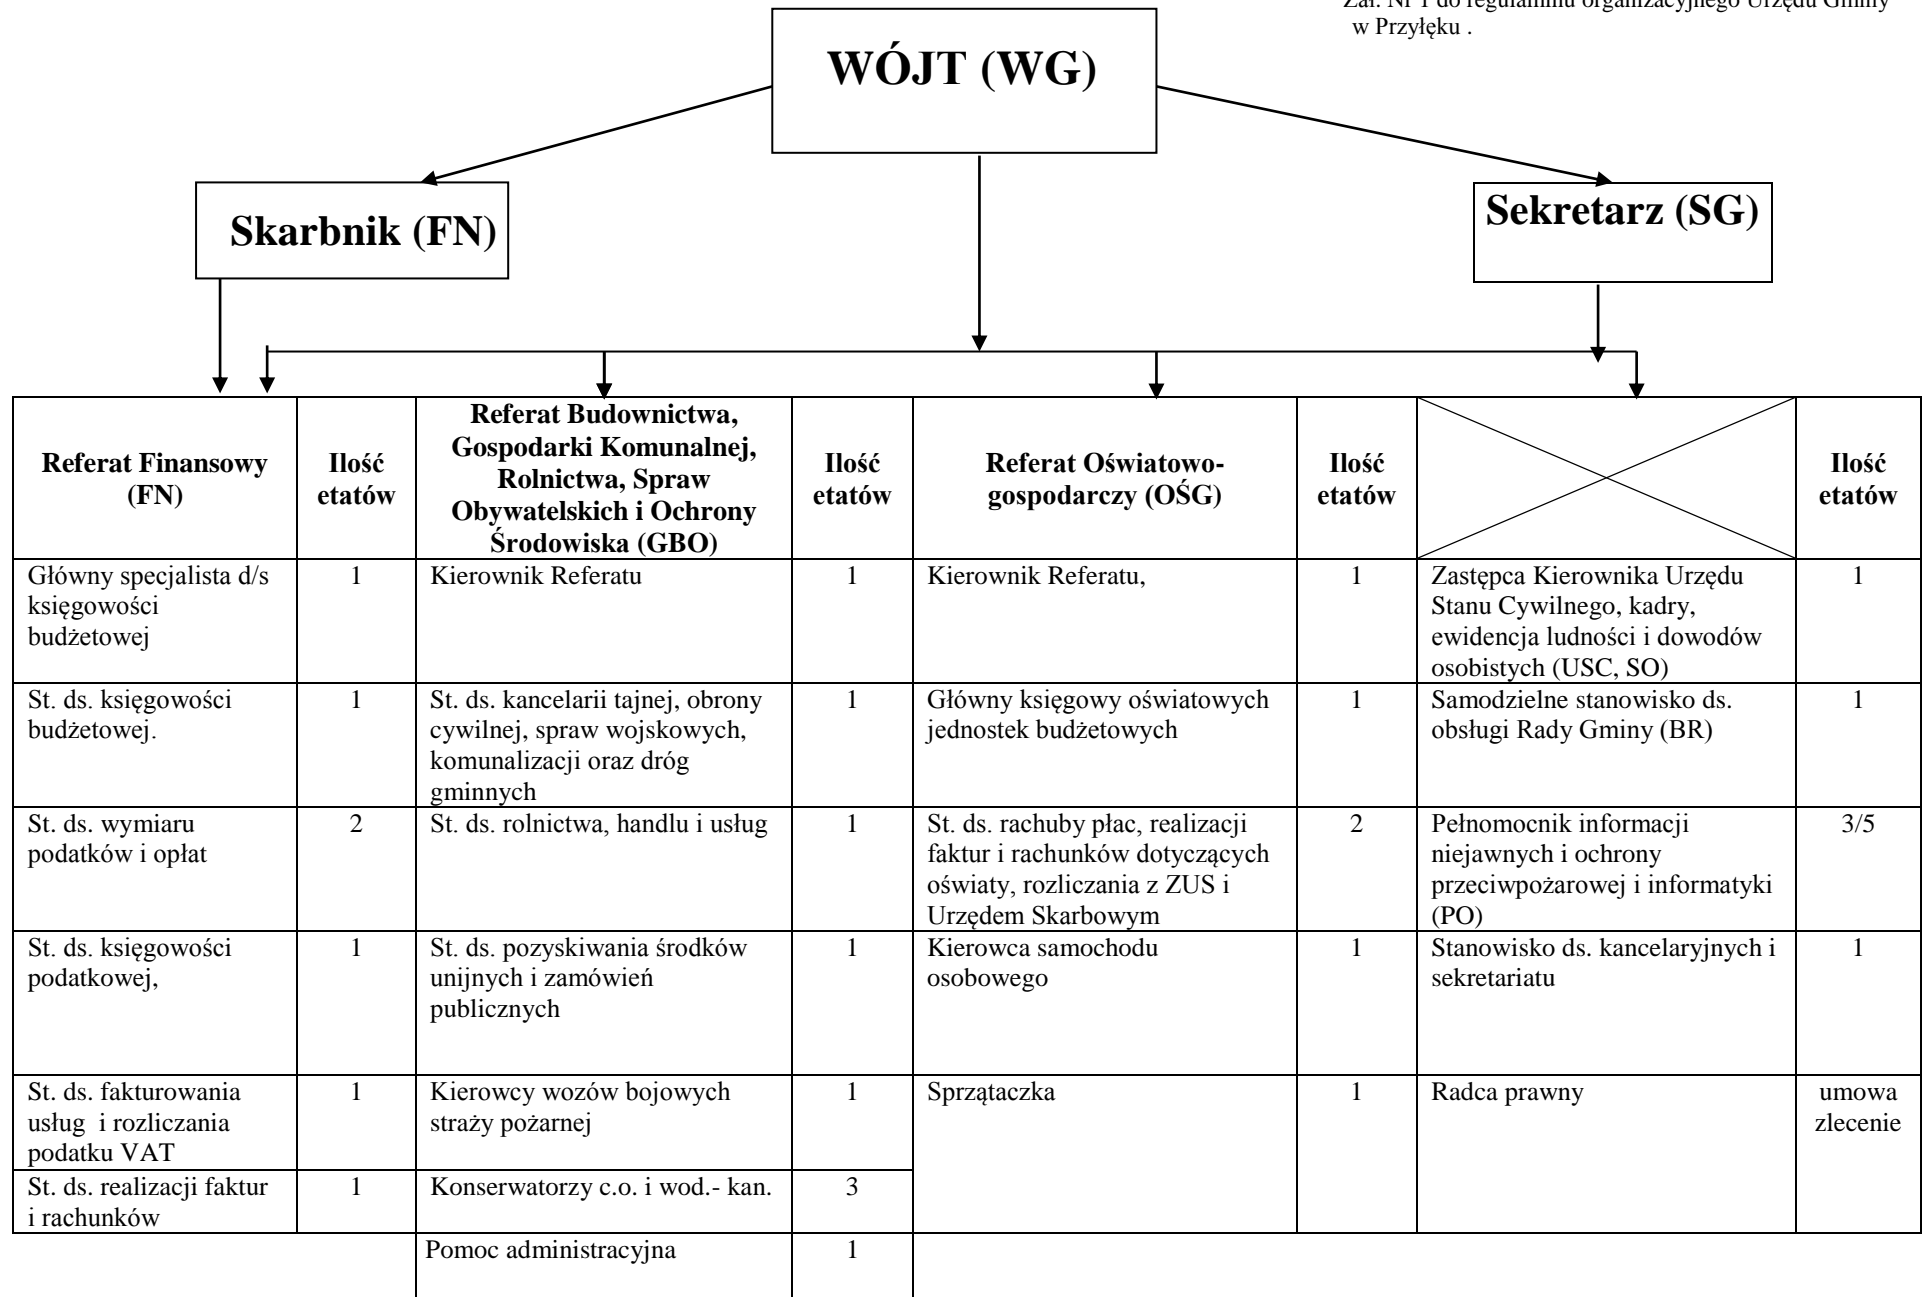 Zał. Nr 1 do regulaminu organizacyjnego Urzędu Gminy
w Przyłęku .
WÓJT (WG)
Skarbnik (FN)
Sekretarz (SG)
Referat Finansowy
(FN)
Ilość
etatów
Referat Budownictwa,
Gospodarki Komunalnej,
Rolnictwa, Spraw
Obywatelskich i Ochrony
Środowiska (GBO)
Ilość
etatów
Referat Oświatowo-
gospodarczy (OŚG)
Ilość
etatów
Ilość
etatów
Główny specjalista d/s
księgowości
budżetowej
1
Kierownik Referatu
1
Kierownik Referatu,
1
Zastępca Kierownika Urzędu
Stanu Cywilnego, kadry,
ewidencja ludności i dowodów
osobistych (USC, SO)
1
St. ds. księgowości
budżetowej.
1
St. ds. kancelarii tajnej, obrony
cywilnej, spraw wojskowych,
komunalizacji oraz dróg
gminnych
1
Główny księgowy oświatowych
jednostek budżetowych
1
Samodzielne stanowisko ds.
obsługi Rady Gminy (BR)
1
St. ds. wymiaru
podatków i opłat
2
St. ds. rolnictwa, handlu i usług
1
St. ds. rachuby płac, realizacji
faktur i rachunków dotyczących
oświaty, rozliczania z ZUS i
Urzędem Skarbowym
2
Pełnomocnik informacji
niejawnych i ochrony
przeciwpożarowej i informatyki
(PO)
3/5
St. ds. księgowości
podatkowej,
1
St. ds. pozyskiwania środków
unijnych i zamówień
publicznych
1
Kierowca samochodu
osobowego
1
Stanowisko ds. kancelaryjnych i
sekretariatu
1
St. ds. fakturowania
usług i rozliczania
podatku VAT
1
Kierowcy wozów bojowych
straży pożarnej
1
Sprzątaczka
1
Radca prawny
umowa
zlecenie
St. ds. realizacji faktur
i rachunków
1
Konserwatorzy c.o. i wod.- kan.
3
Pomoc administracyjna
1